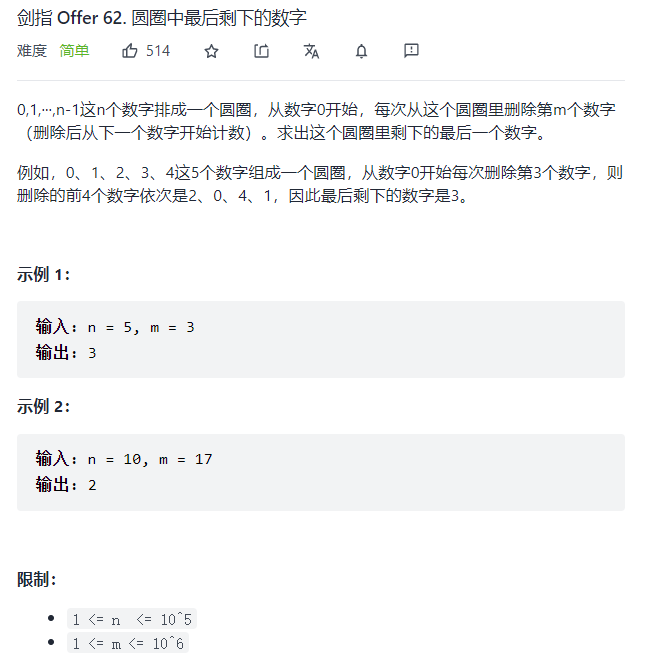 剑指 Offer 62. 圆圈中最后剩下的数字
难度 简单 514
0,1,···,n-1这n个数字排成一个圆圈，从数字0开始，每次从这个圆圈里删除第m个数字
（删除后从下一个数字开始计数）。求出这个圆圈里剩下的最后一个数字。
例如，0、1、2、3、4这5个数字组成一个圆圈，从数字0开始每次删除第3个数字，则
删除的前4个数字依次是2、0、4、1，因此最后剩下的数字是3。
示例 1：
输入：n = 5, m = 3
输出：3
示例 2：
输入：n = 10, m = 17
输出：2
限制：
1 <= n <= 10^5
1 <= m <= 10^6